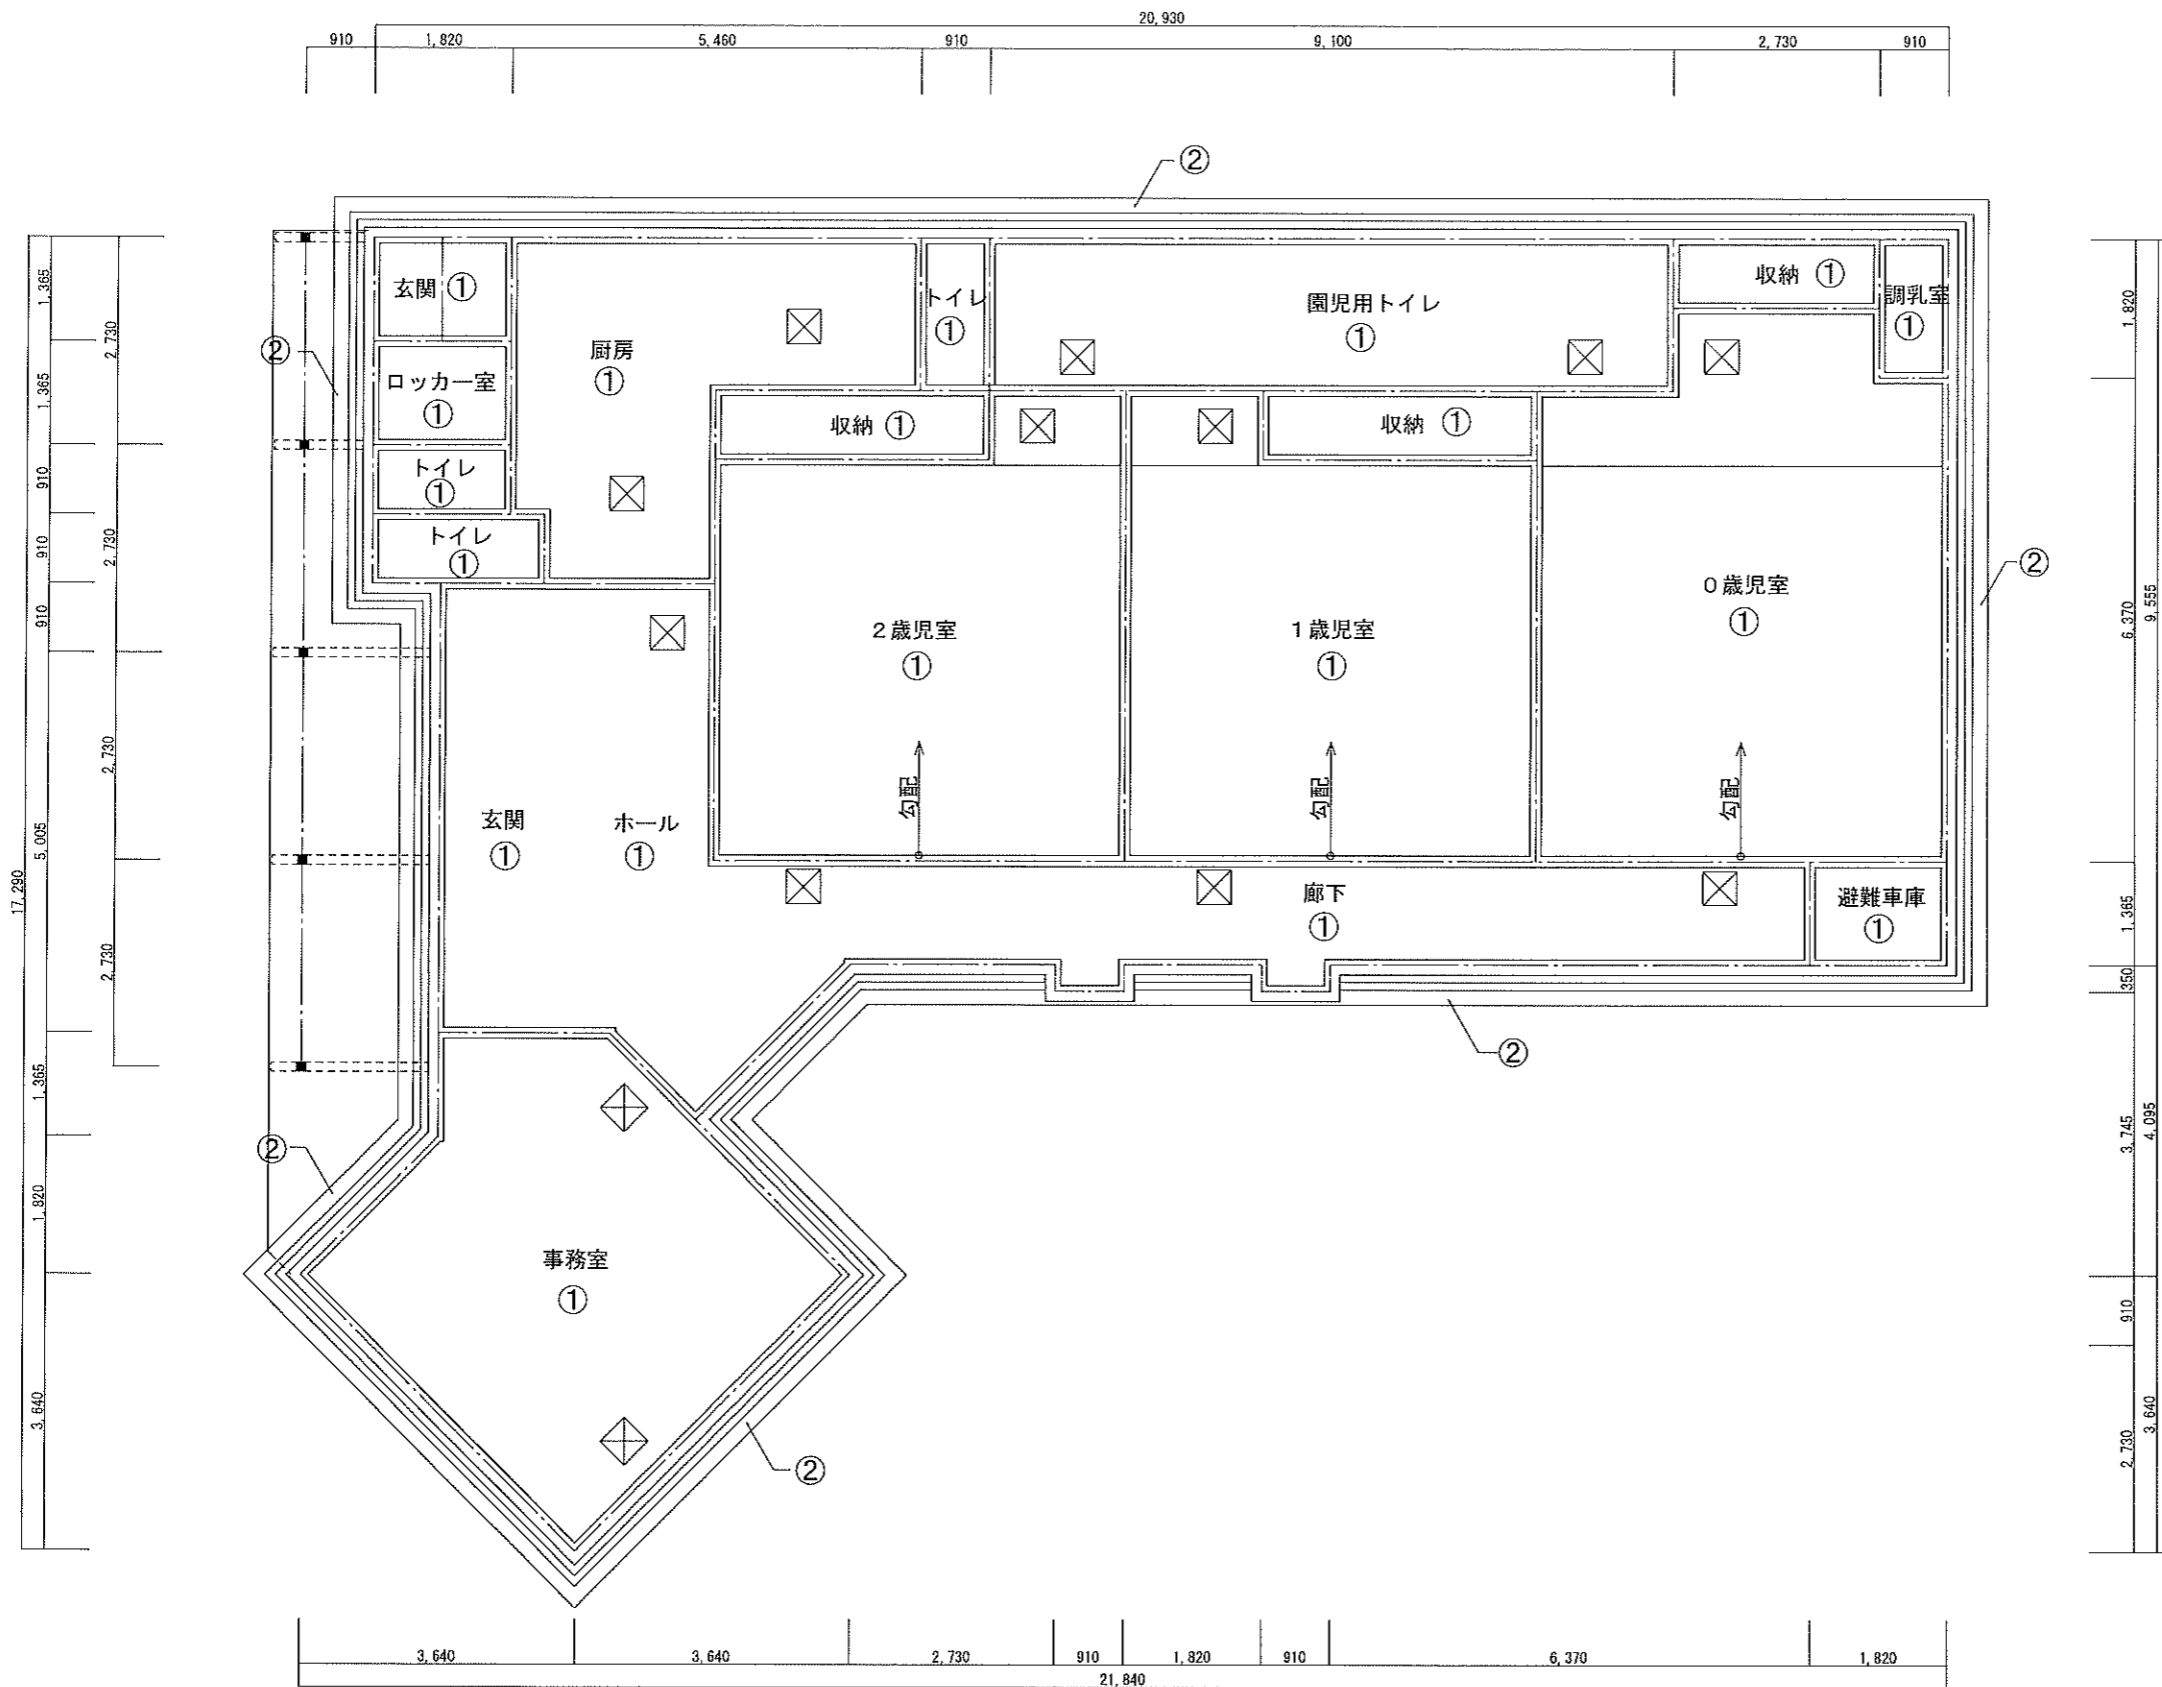 20,930
910 1,820 5,460 910 9,100 2,730 910
②
玄関 ①
トイレ
①
園児用トイレ
①
収納 ①
調乳室
①
②
厨房
①
ロッカー室
①
収納 ①
収納 ①
トイレ
①
トイレ
①
②
2歳児室
①
1歳児室
①
0歳児室
①
勾配
勾配
勾配
玄関
①
ホール
①
廊下
①
避難車庫
①
②
②
事務室
①
②
17,290
1,365
1,365
910
910
910
5,005
1,365
1,820
3,640
2,730
2,730
2,730
2,730
1,820
6,370
1,365
350
3,745
910
2,730
9,555
4,095
3,640
3,640 3,640 2,730 910 1,820 910 6,370 1,820
21,840